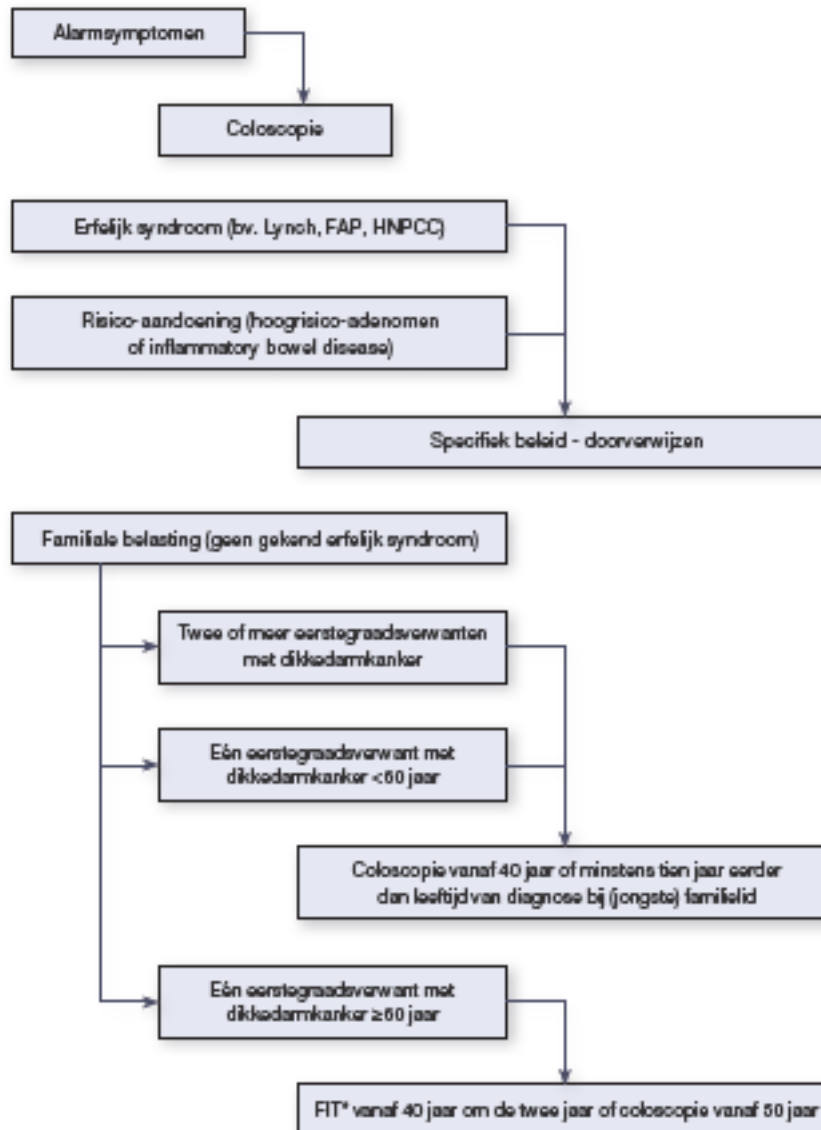 Alarmsymptomen
Coloscopie
Erfelijk syndroom (bv. Lynch, FAP, HNPCC)
Risico-aandoening (hoogrisico-adenomen
of inflammatory bowel disease)
Specifiek beleid - doorverwijzen
Familiale belasting (geen gekend erfelijk syndroom)
Twee of meer eerstegraadsverwanten
met dikkedarmkanker
Eén eerstegraadsverwant met
dikkedarmkanker <60 jaar
Coloscopie vanaf 40 jaar of minstens tien jaar eerder
dan leeftijd van diagnose bij (jongste) familielid
Eén eerstegraadsverwant met
dikkedarmkanker ≥60 jaar
FIT* vanaf 40 jaar om de twee jaar of coloscopie vanaf 50 jaar